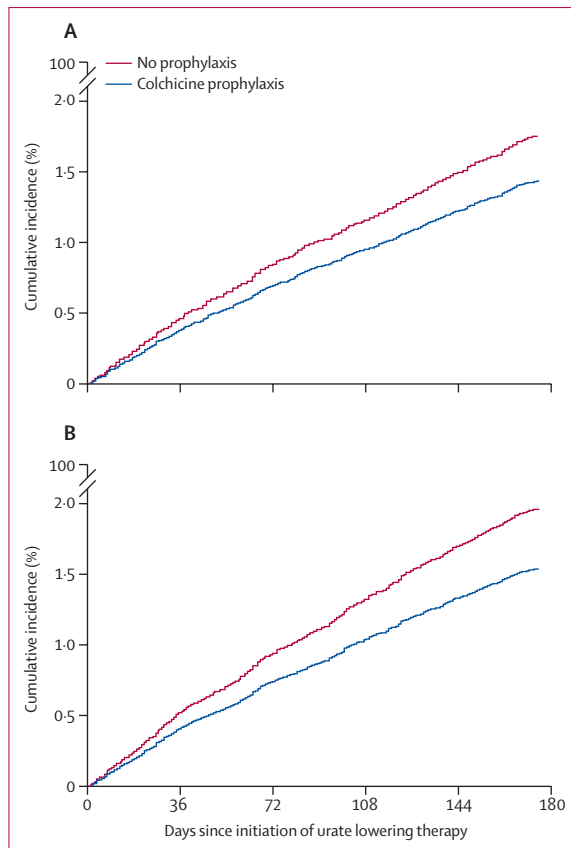 A
100
No prophylaxis
Colchicine prophylaxis
2·0
1·5
1·0
0·5
0
Cumulative incidence (%)
B
100
2·0
1·5
1·0
0·5
0
Cumulative incidence (%)
0 36 72 108 144 180
Days since initiation of urate lowering therapy